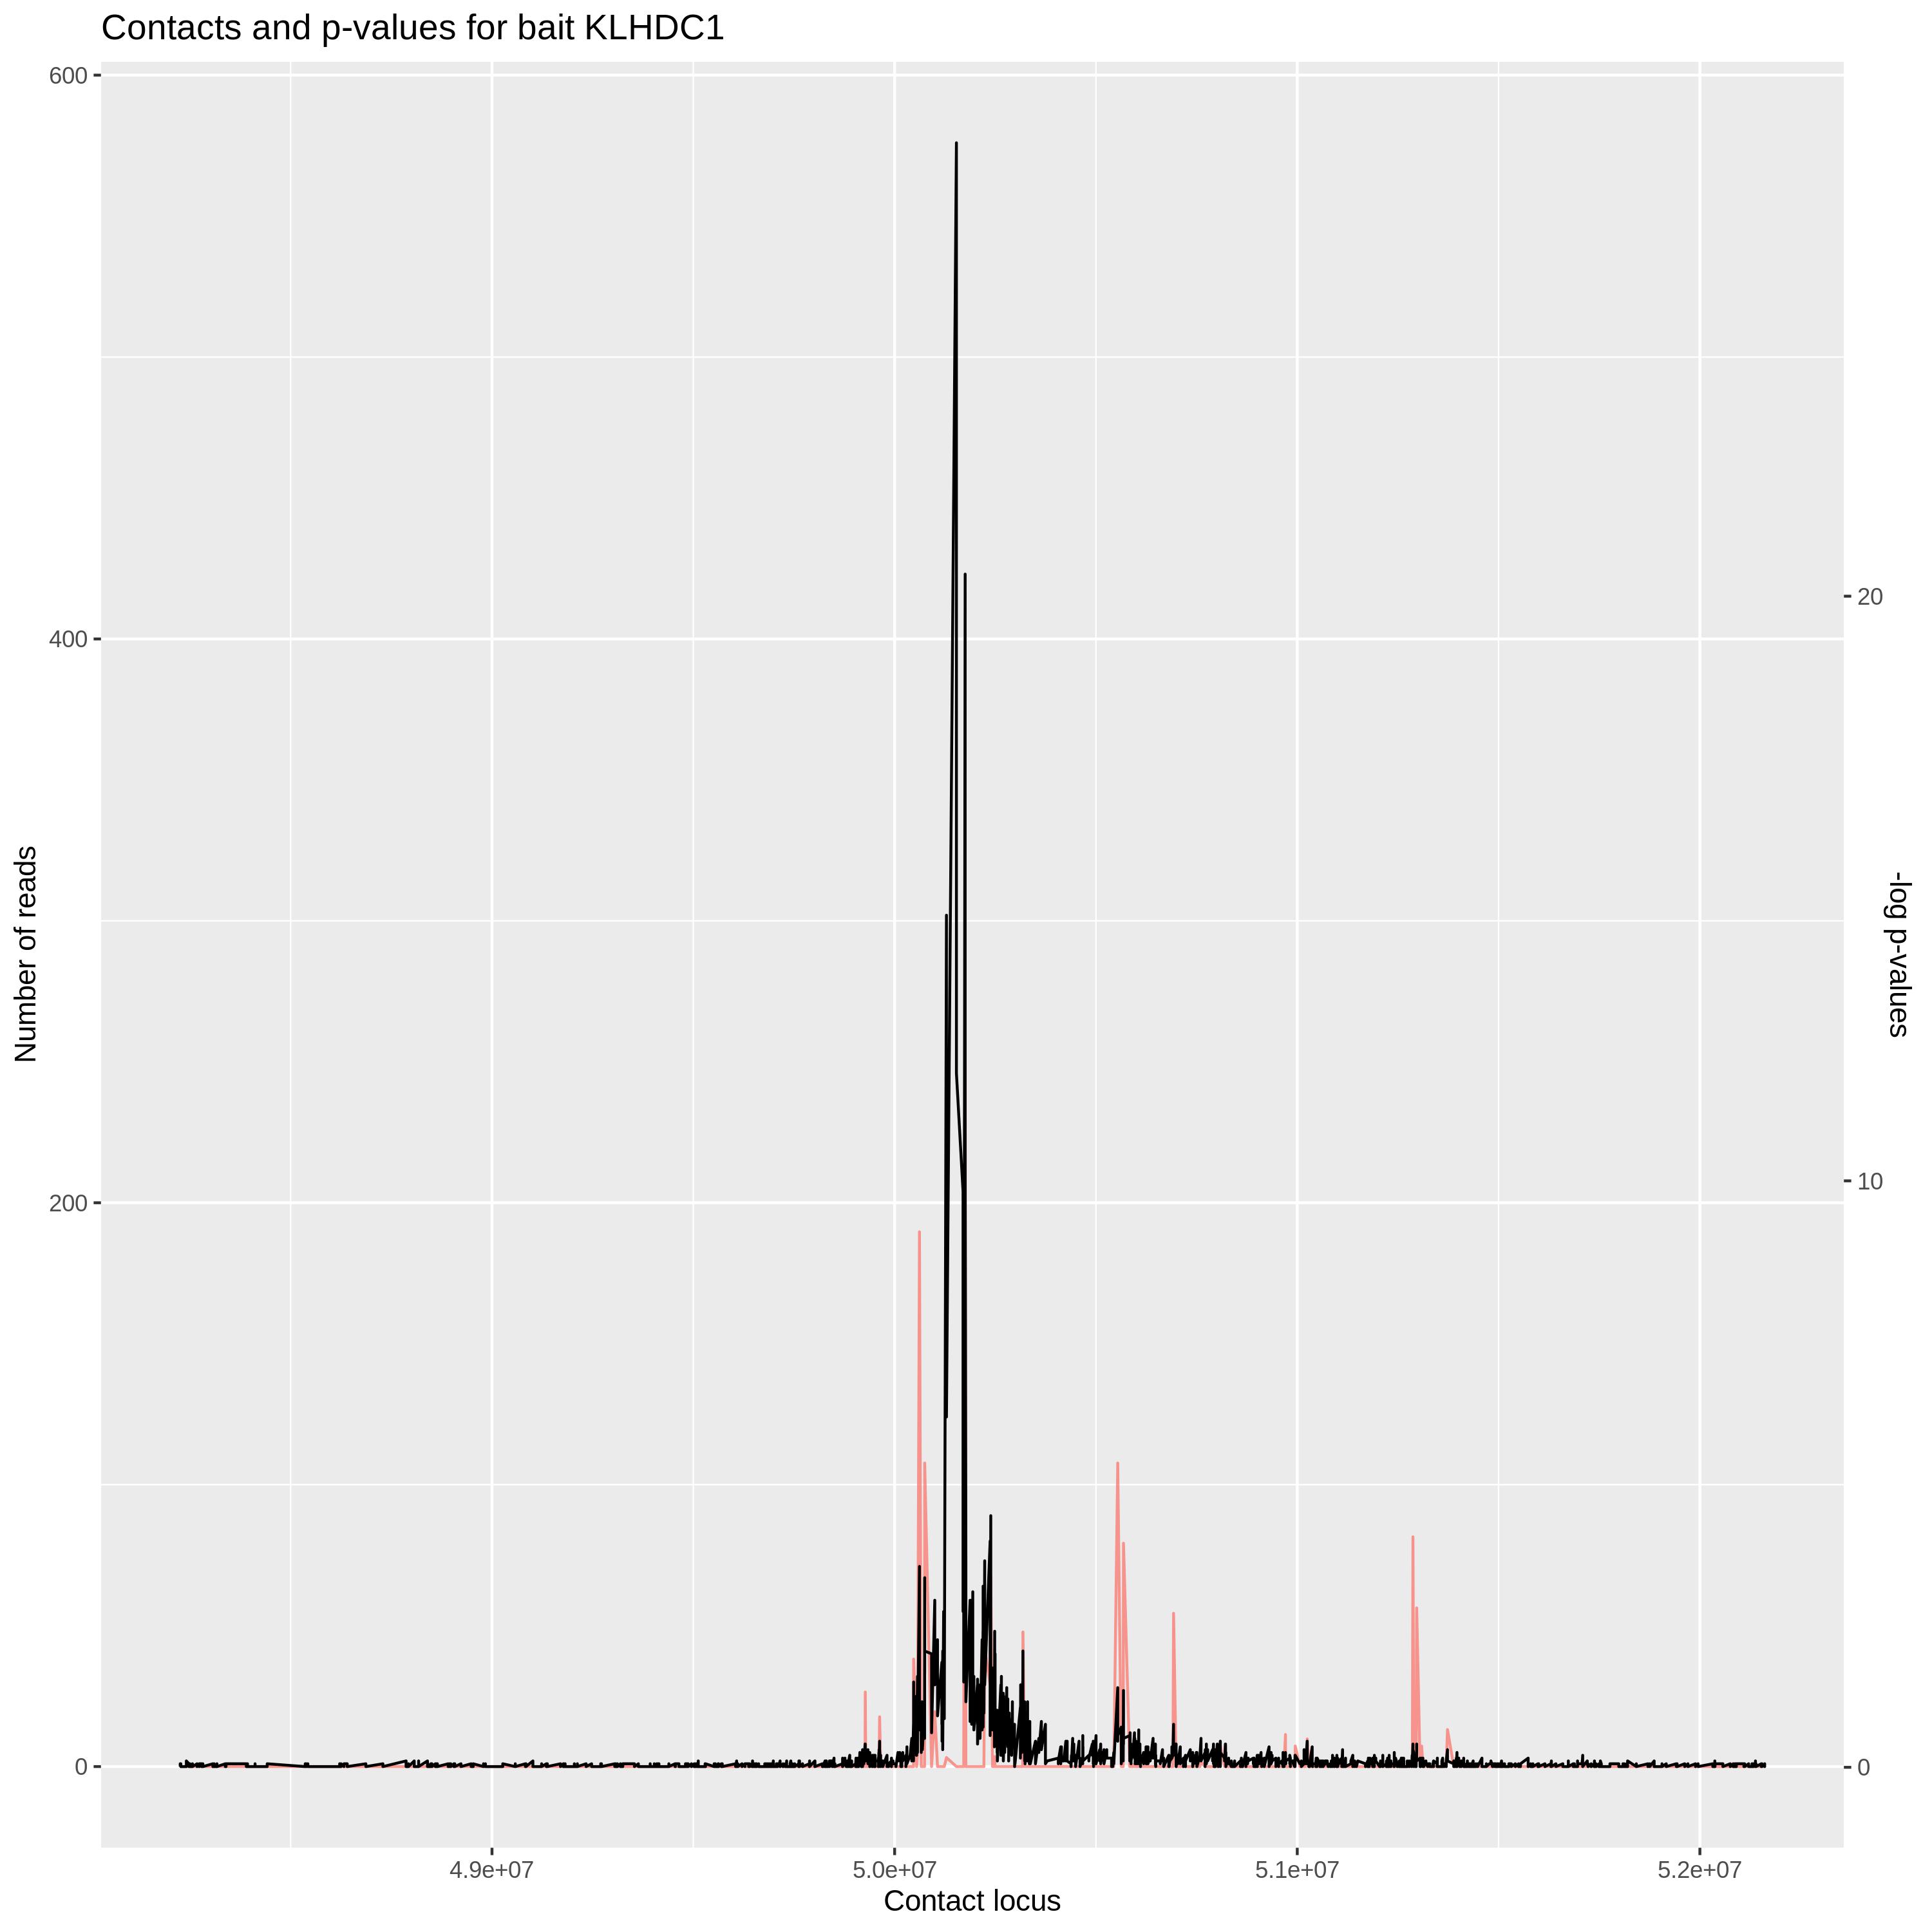 Contacts and p-values for bait KLHDC1
600
400
200
0
Number of reads
20
10
0
-log p-values
4.9e+07
5.0e+07
5.1e+07
5.2e+07
Contact locus